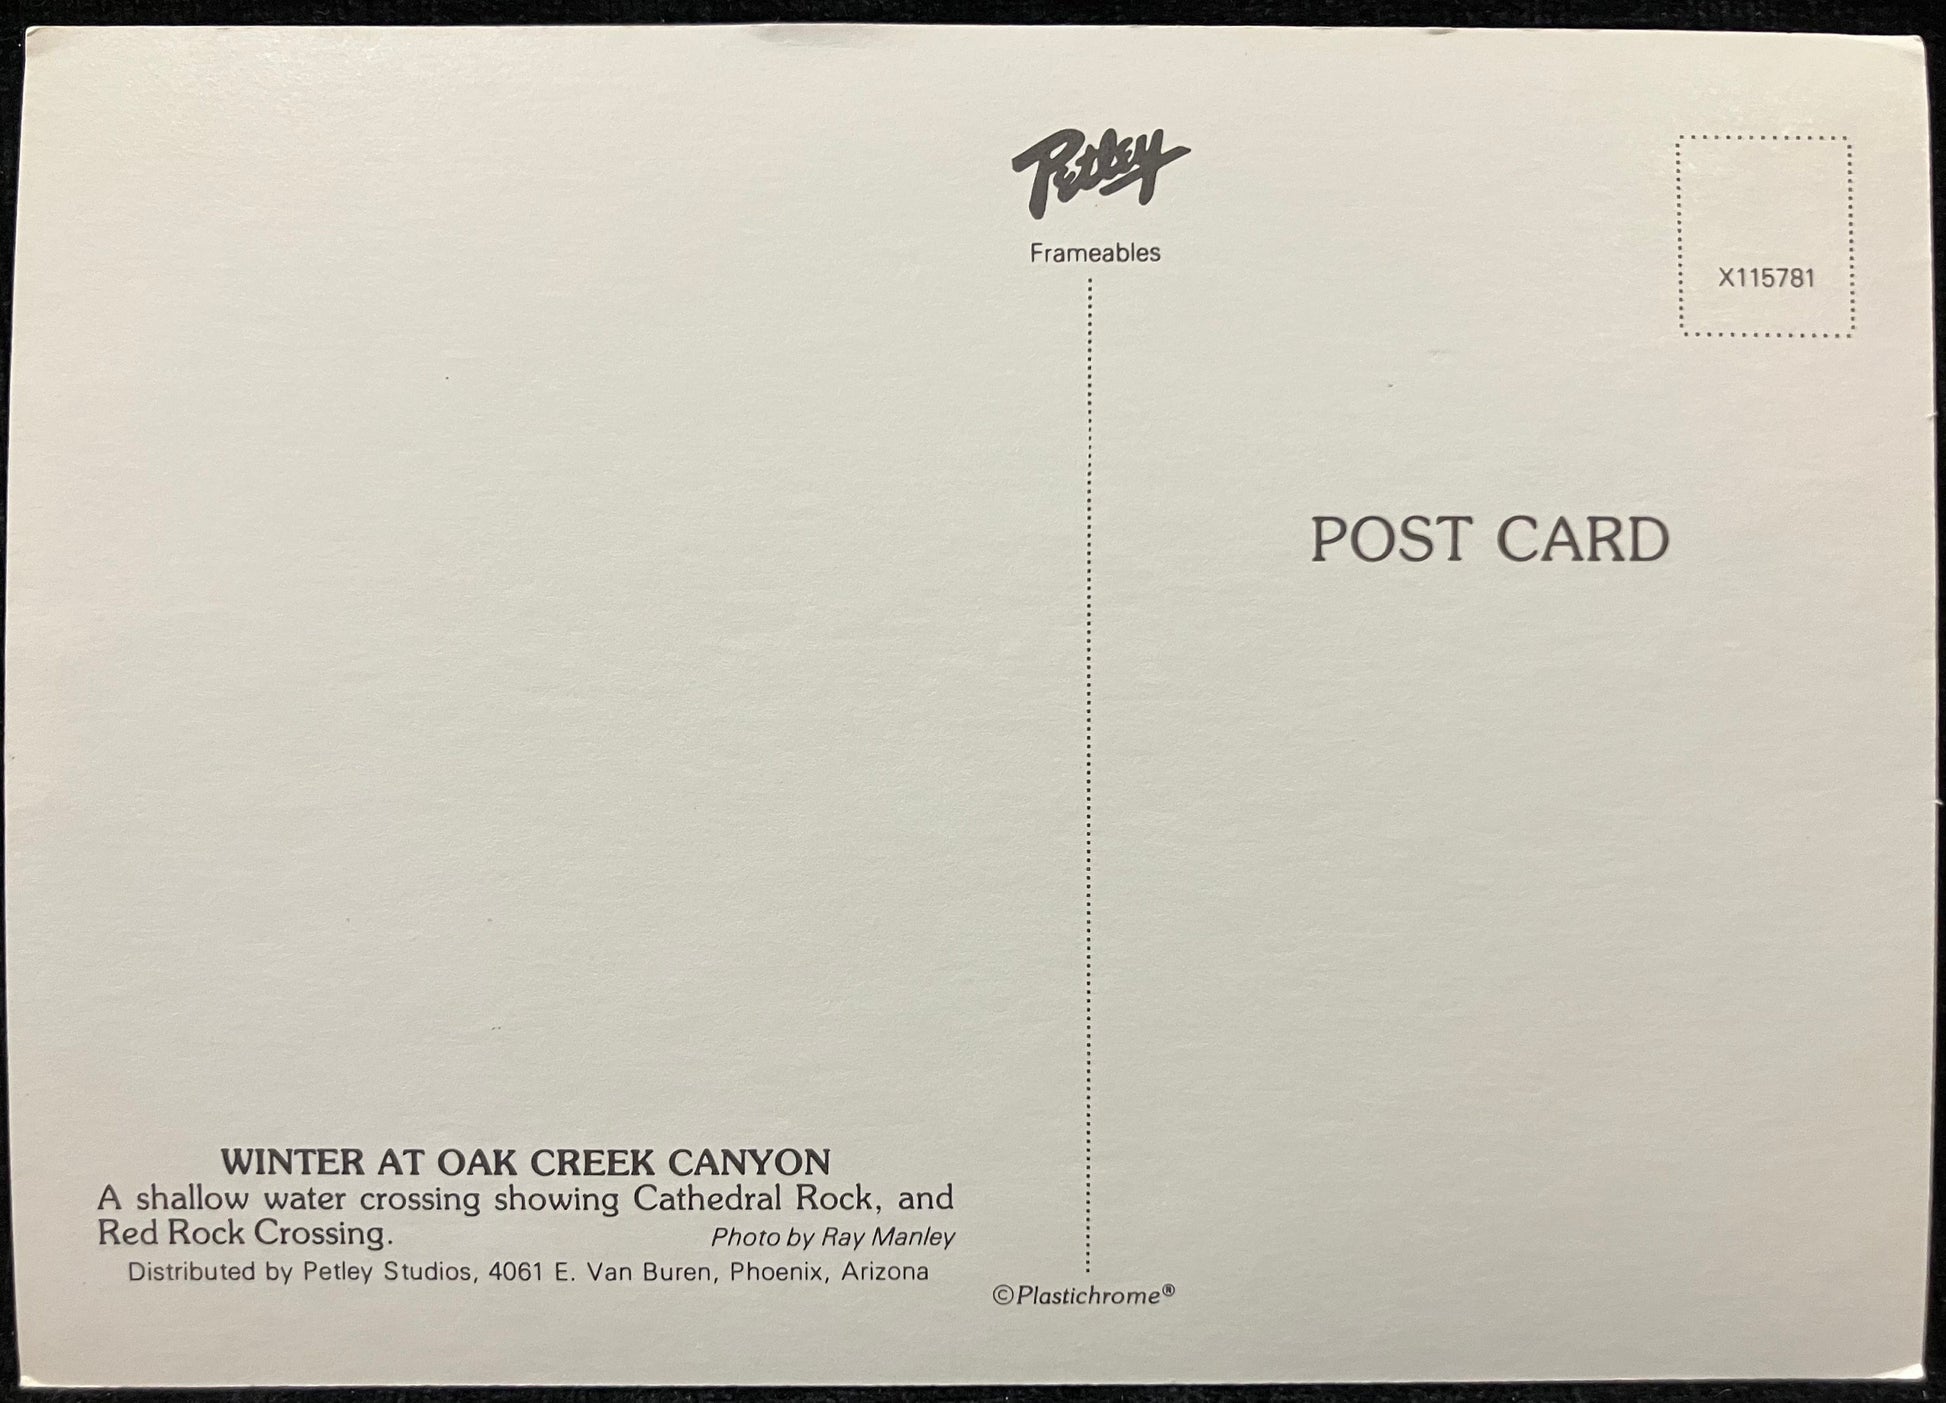 Petley
Frameables
X115781
POST CARD
WINTER AT OAK CREEK CANYON
A shallow water crossing showing Cathedral Rock, and
Red Rock Crossing. Photo by Ray Manley
Distributed by Petley Studios, 4061 E. Van Buren, Phoenix, Arizona
©Plastichrome®